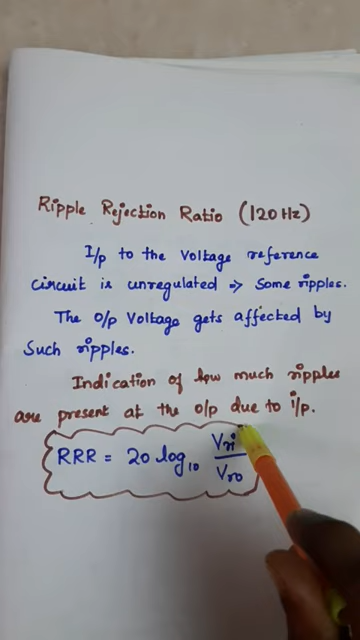 Ripple Rejection Ratio (120 Hz)
I/p to the Voltage reference
circuit is unregulated => Some ripples.
The O/p Voltage gets affected by
Such ripples.
Indication of how much ripples
are present at the o/p due to i/p.
RRR = 20 log₁₀ Vri / Vro